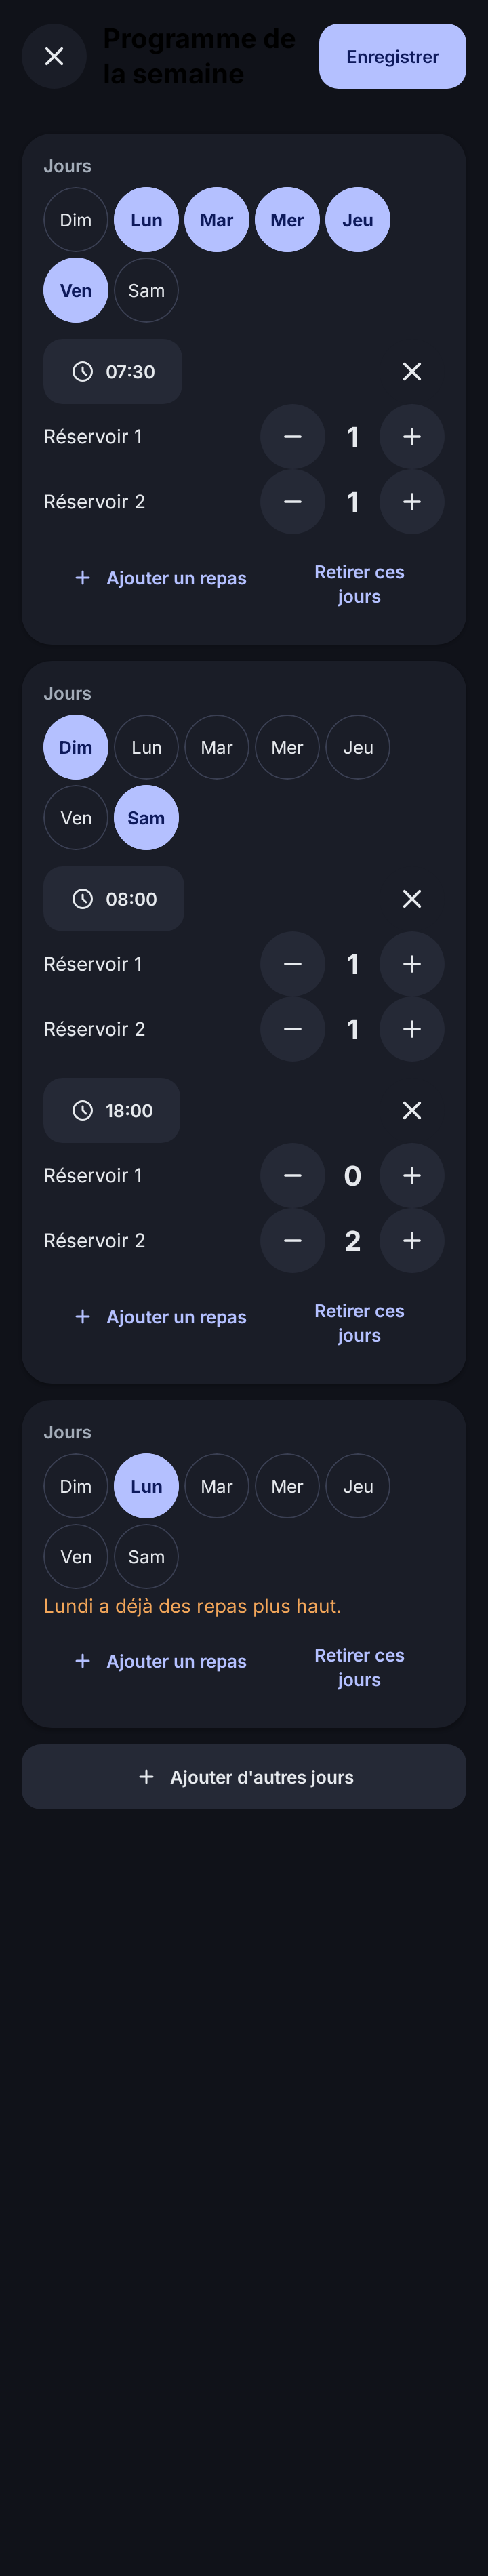 Programme de
la semaine
Enregistrer
Jours
Dim Lun Mar Mer Jeu
Ven Sam
07:30
Réservoir 1 1
Réservoir 2 1
Ajouter un repas Retirer ces
jours
Jours
Dim Lun Mar Mer Jeu
Ven Sam
08:00
Réservoir 1 1
Réservoir 2 1
18:00
Réservoir 1 0
Réservoir 2 2
Ajouter un repas Retirer ces
jours
Jours
Dim Lun Mar Mer Jeu
Ven Sam
Lundi a déjà des repas plus haut.
Ajouter un repas Retirer ces
jours
Ajouter d'autres jours